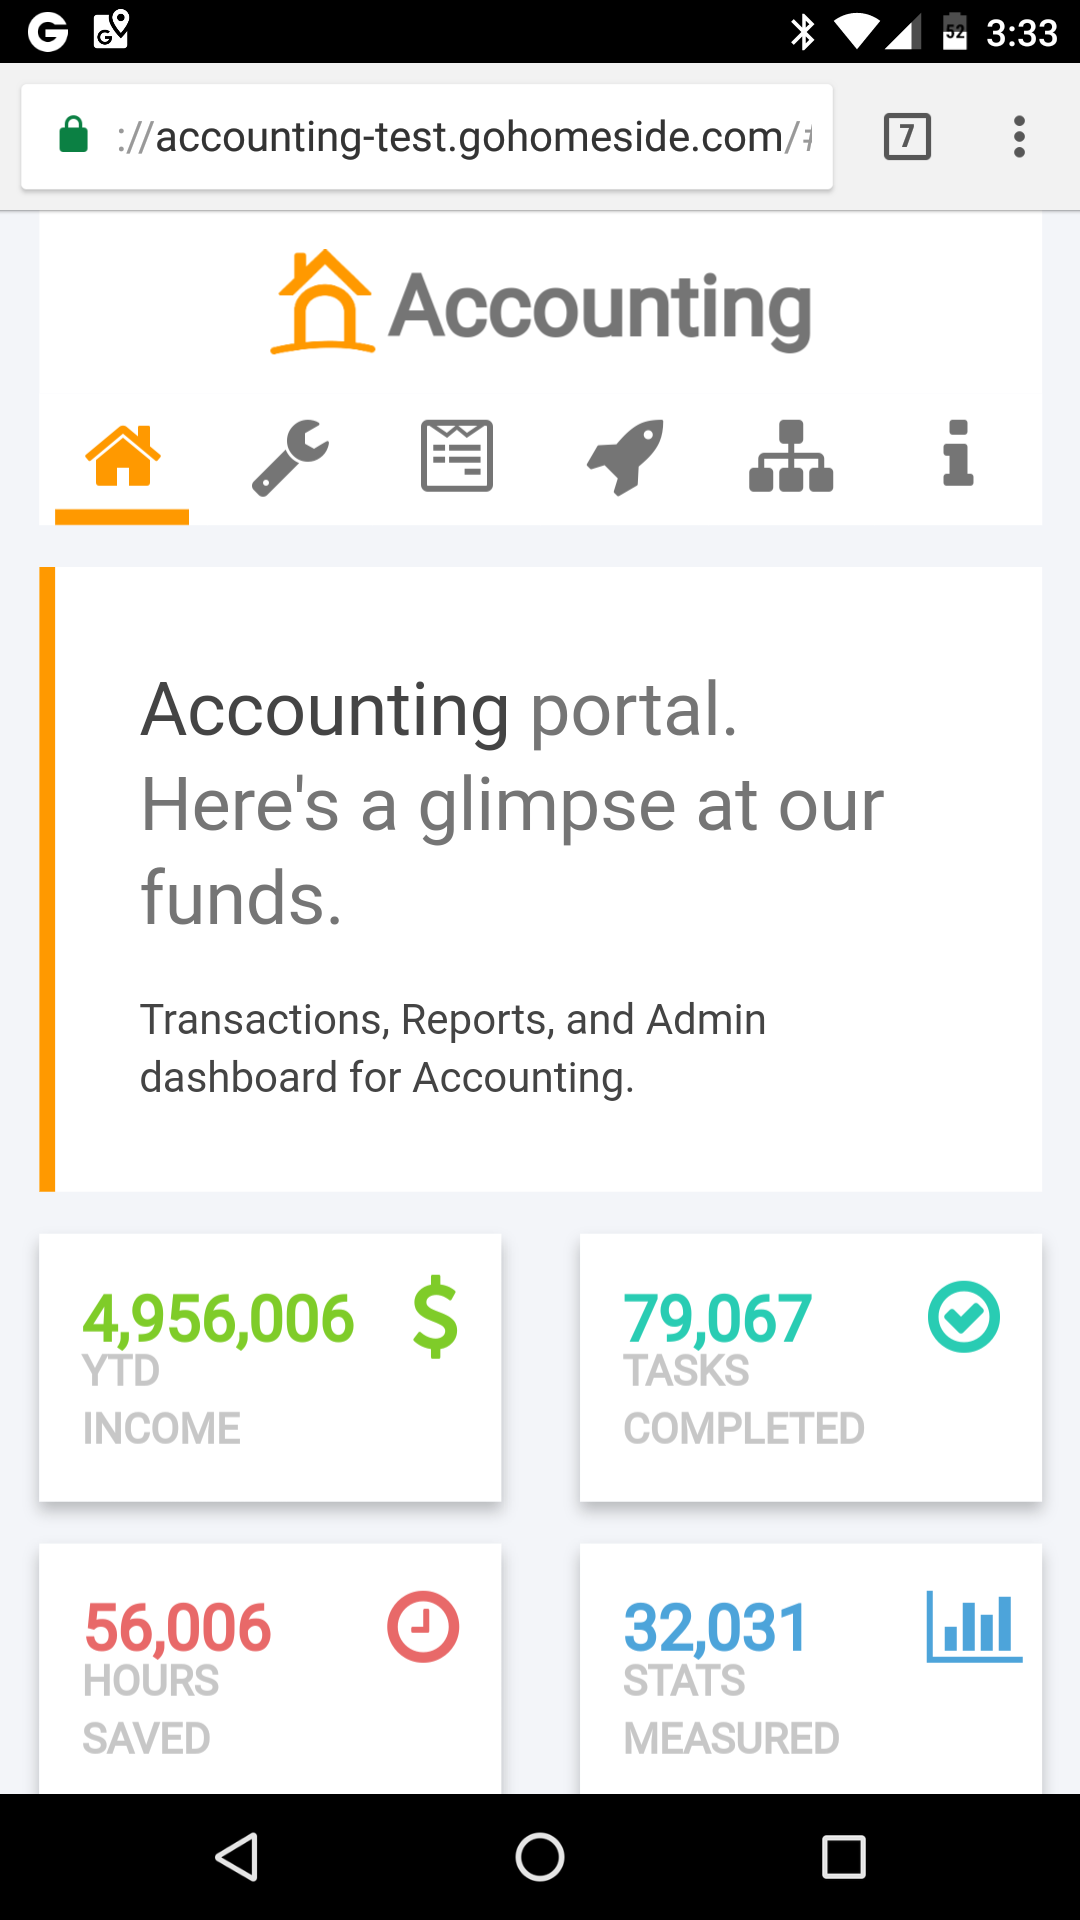 52 3:33
://accounting-test.gohomeside.com/# 7
Accounting
Accounting portal.
Here's a glimpse at our
funds.
Transactions, Reports, and Admin
dashboard for Accounting.
4,956,006
YTD
INCOME
79,067
TASKS
COMPLETED
56,006
HOURS
SAVED
32,031
STATS
MEASURED